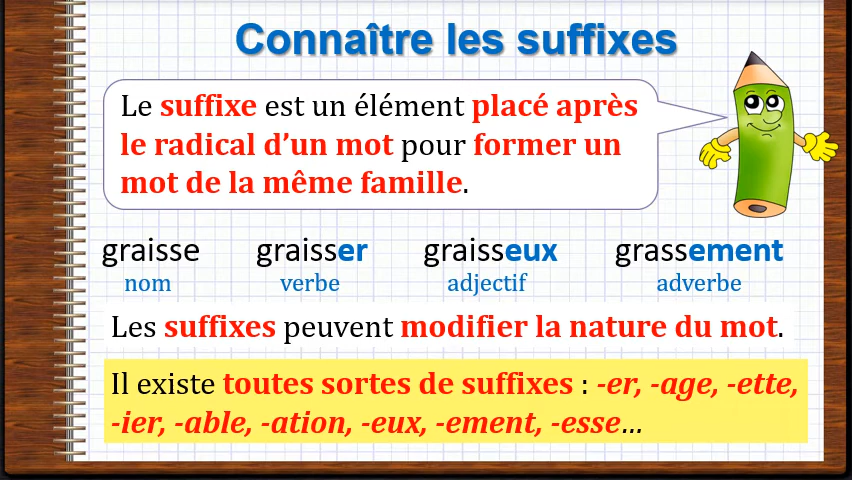 Connaître les suffixes
Le suffixe est un élément placé après
le radical d’un mot pour former un
mot de la même famille.
graisse graisser graisseux grassement
nom verbe adjectif adverbe
Les suffixes peuvent modifier la nature du mot.
Il existe toutes sortes de suffixes : -er, -age, -ette,
-ier, -able, -ation, -eux, -ement, -esse…